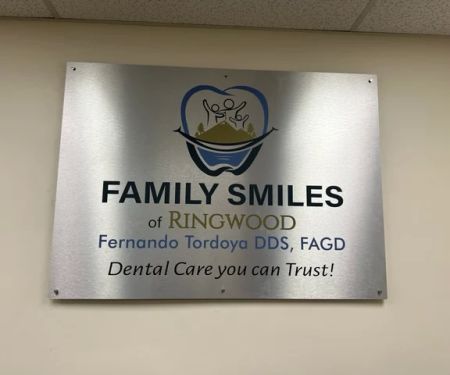 FAMILY SMILES
of RINGWOOD
Fernando Tordoya DDS, FAGD
Dental Care you can Trust!